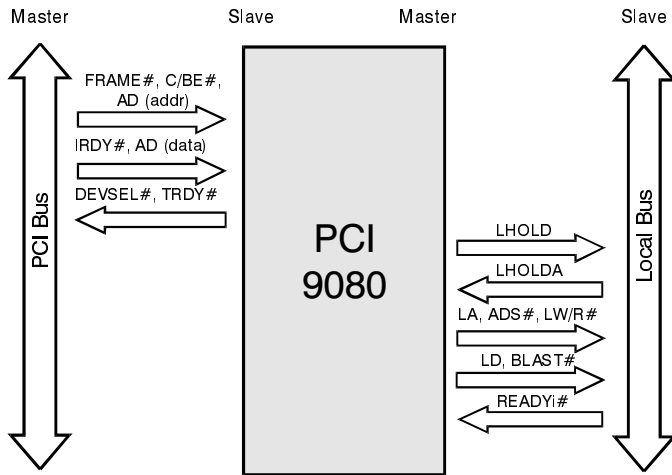 Master Slave Master Slave
FRAME#, C/BE#,
AD (addr)
IRDY#, AD (data)
DEVSEL#, TRDY#
PCI Bus
PCI
9080
LHOLD
LHOLDA
LA, ADS#, LW/R#
LD, BLAST#
READYi#
Local Bus